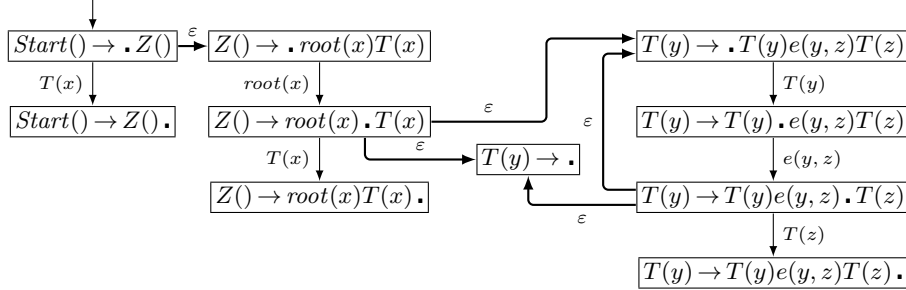 Start() → . Z()
ε
Z() → . root(x)T(x)
T(y) → . T(y)e(y, z)T(z)
T(x)
root(x)
T(y)
Start() → Z() .
Z() → root(x) . T(x)
ε
ε
T(y) → T(y) . e(y, z)T(z)
T(x)
ε
T(y) → .
e(y, z)
Z() → root(x)T(x) .
ε
T(y) → T(y)e(y, z) . T(z)
T(z)
T(y) → T(y)e(y, z)T(z) .